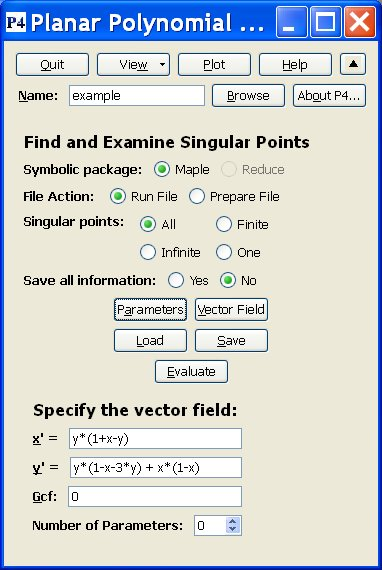 P4 Planar Polynomial ...
Quit View Plot Help
Name: example Browse About P4...
Find and Examine Singular Points
Symbolic package: Maple Reduce
File Action: Run File Prepare File
Singular points: All Finite
Infinite One
Save all information: Yes No
Parameters Vector Field
Load Save
Evaluate
Specify the vector field:
x' = y*(1+x-y)
y' = y*(1-x-3*y) + x*(1-x)
Gcf: 0
Number of Parameters: 0